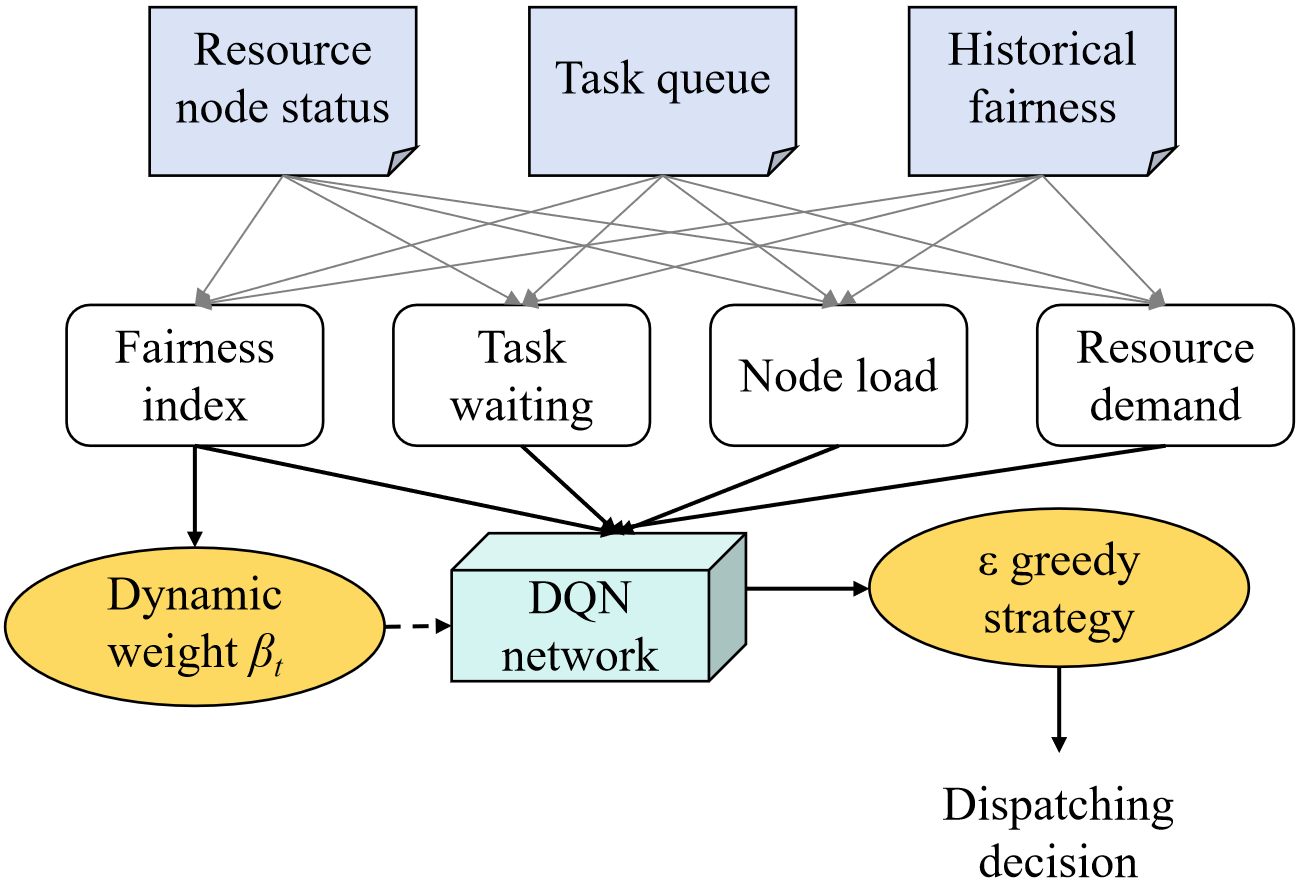 Resource
node status
Task queue
Historical
fairness
Fairness
index
Task
waiting
Node load
Resource
demand
Dynamic
weight βₜ
DQN
network
ε greedy
strategy
Dispatching
decision